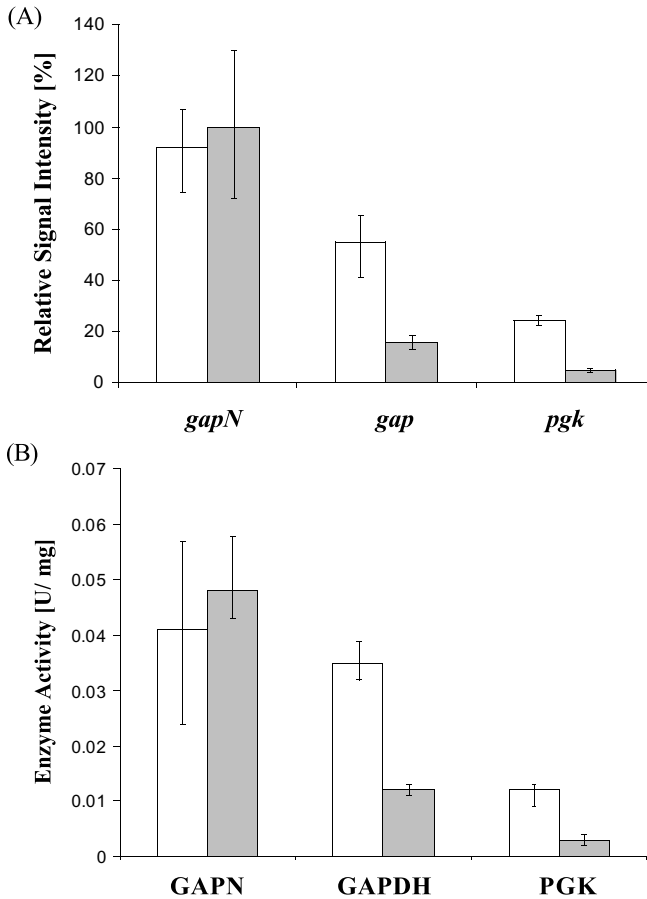 (A)
Relative Signal Intensity [%]
140
120
100
80
60
40
20
0
gapN gap pgk
(B)
Enzyme Activity [U/ mg]
0.07
0.06
0.05
0.04
0.03
0.02
0.01
0
GAPN GAPDH PGK